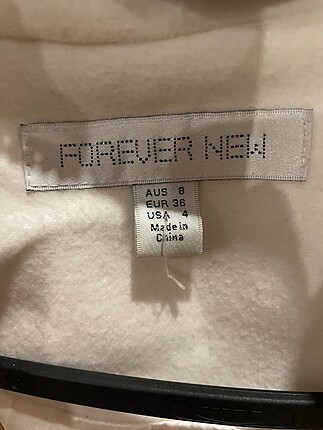 FOREVER NEW
AUS 8
EUR 36
USA 4
Made in
China